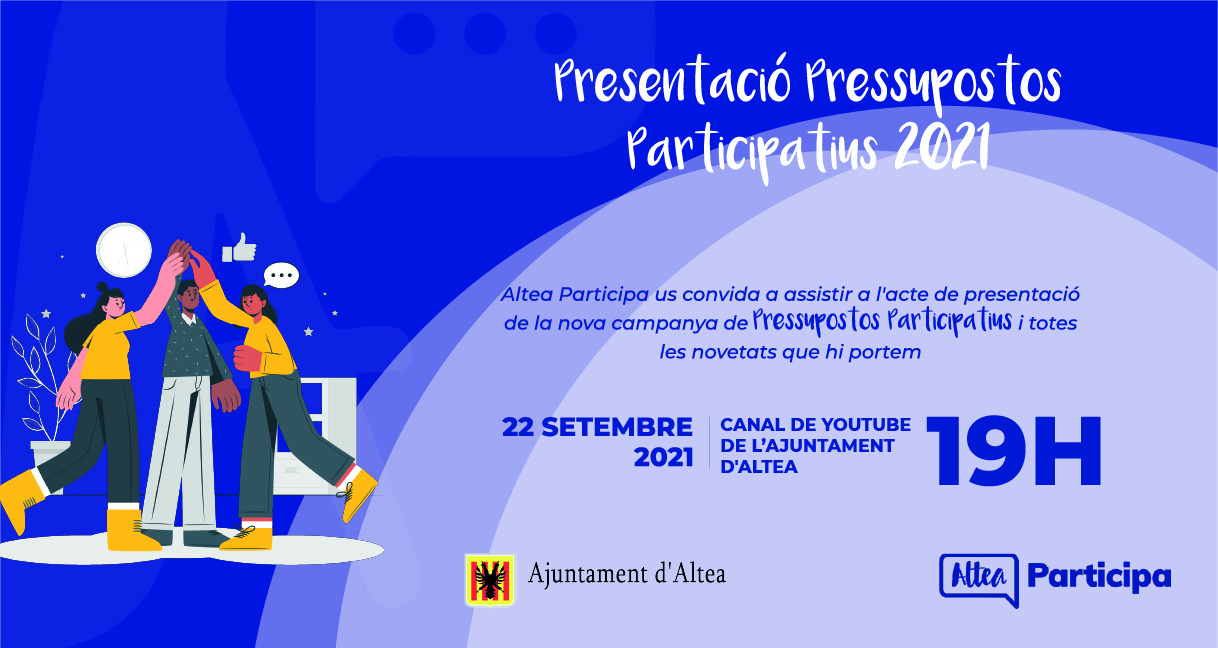 Presentació Pressupostos
Participatius 2021
Altea Participa us convida a assistir a l'acte de presentació
de la nova campanya de Pressupostos Participatius i totes
les novetats que hi portem
22 SETEMBRE
2021
CANAL DE YOUTUBE
DE L’AJUNTAMENT
D'ALTEA
19H
Ajuntament d'Altea
Altea Participa